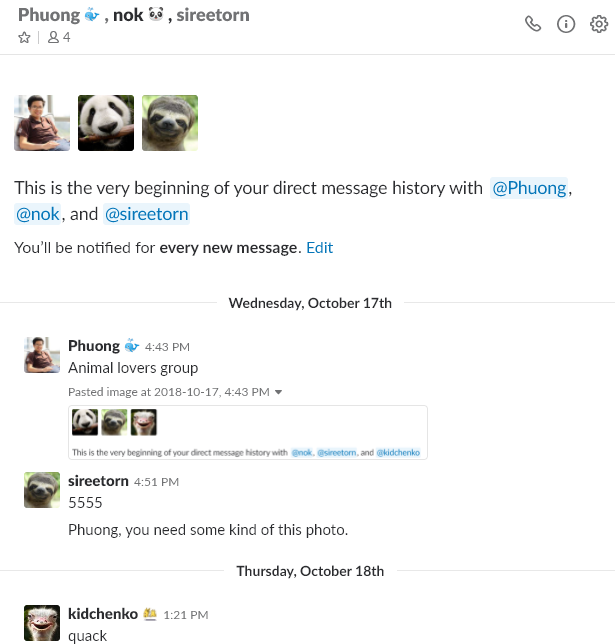 Phuong , nok , sireetorn
4
This is the very beginning of your direct message history with @Phuong,
@nok, and @sireetorn
You’ll be notified for every new message. Edit
Wednesday, October 17th
Phuong 4:43 PM
Animal lovers group
Pasted image at 2018-10-17, 4:43 PM
This is the very beginning of your direct message history with @nok, @sireetorn, and @kidchenko
sireetorn 4:51 PM
5555
Phuong, you need some kind of this photo.
Thursday, October 18th
kidchenko 1:21 PM
quack